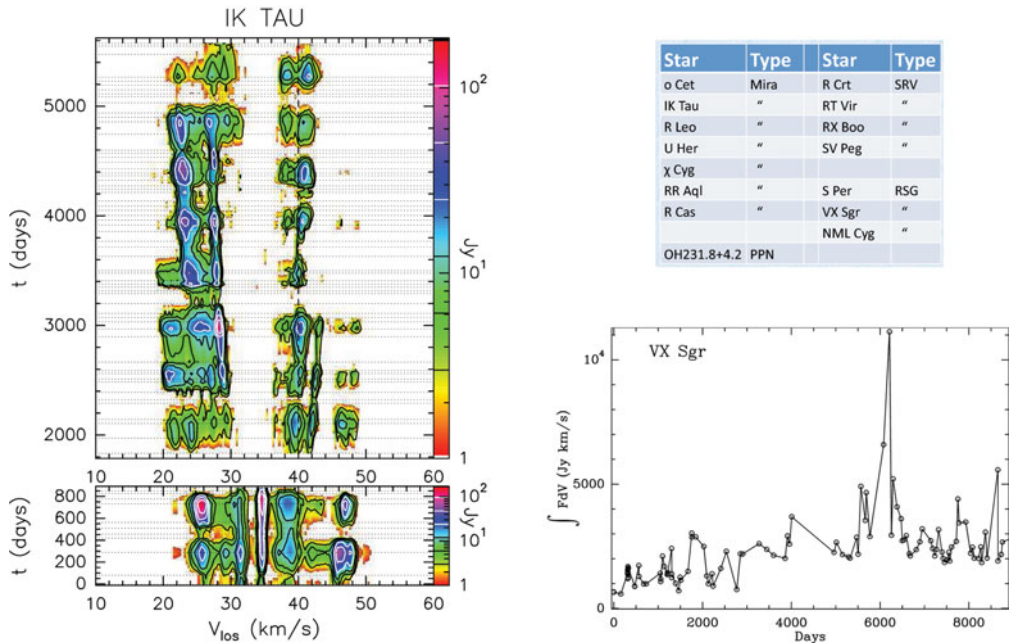 IK TAU
5000
4000
3000
2000
t (days)
10² 
10
1
Jy
10 20 30 40 50 60
800
600
400
200
0
t (days)
10²
10
1
Jy
10 20 30 40 50 60
V_los (km/s)
Star Type Star Type
o Cet Mira R Crt SRV
IK Tau “ RT Vir “
R Leo “ RX Boo “
U Her “ SV Peg “
χ Cyg “
RR Aql “ S Per RSG
R Cas “ VX Sgr “
NML Cyg “
OH231.8+4.2 PPN
VX Sgr
10⁴
5000
0
∫ FdV (Jy km/s)
0 2000 4000 6000 8000
Days